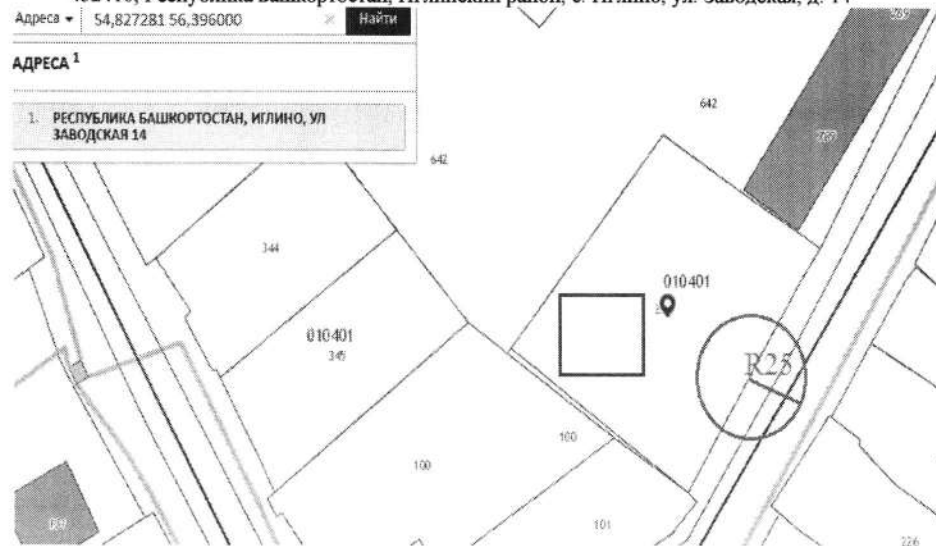 Адреса 54,827281 56,396000 × Найти
АДРЕСА 1
1. РЕСПУБЛИКА БАШКОРТОСТАН, ИГЛИНО, УЛ
ЗАВОДСКАЯ 14
642
642
344
010401
010401
345
R25
100
100
101
226